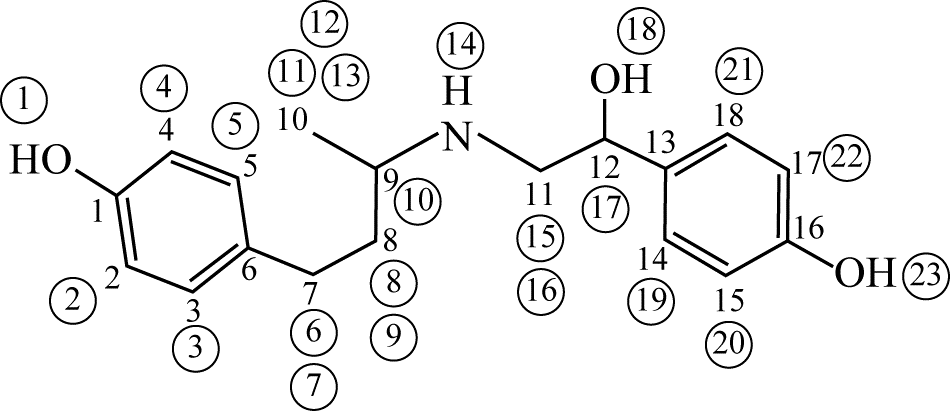 12 18
11 13 14 H OH 21
1 4 10 18
4 5 N 13
HO 5 9 12 17 22
1 10 11 17 16
2 6 8 15 14 OH 23
2 3 7 8 16 19 15
3 6 9 20
7